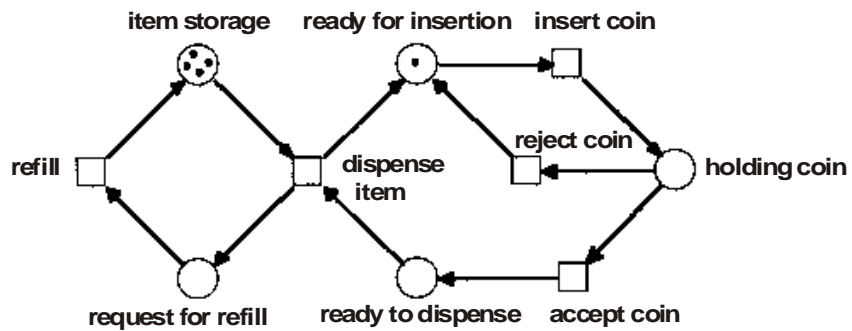 item storage
ready for insertion
insert coin
refill
dispense
item
reject coin
holding coin
request for refill
ready to dispense
accept coin